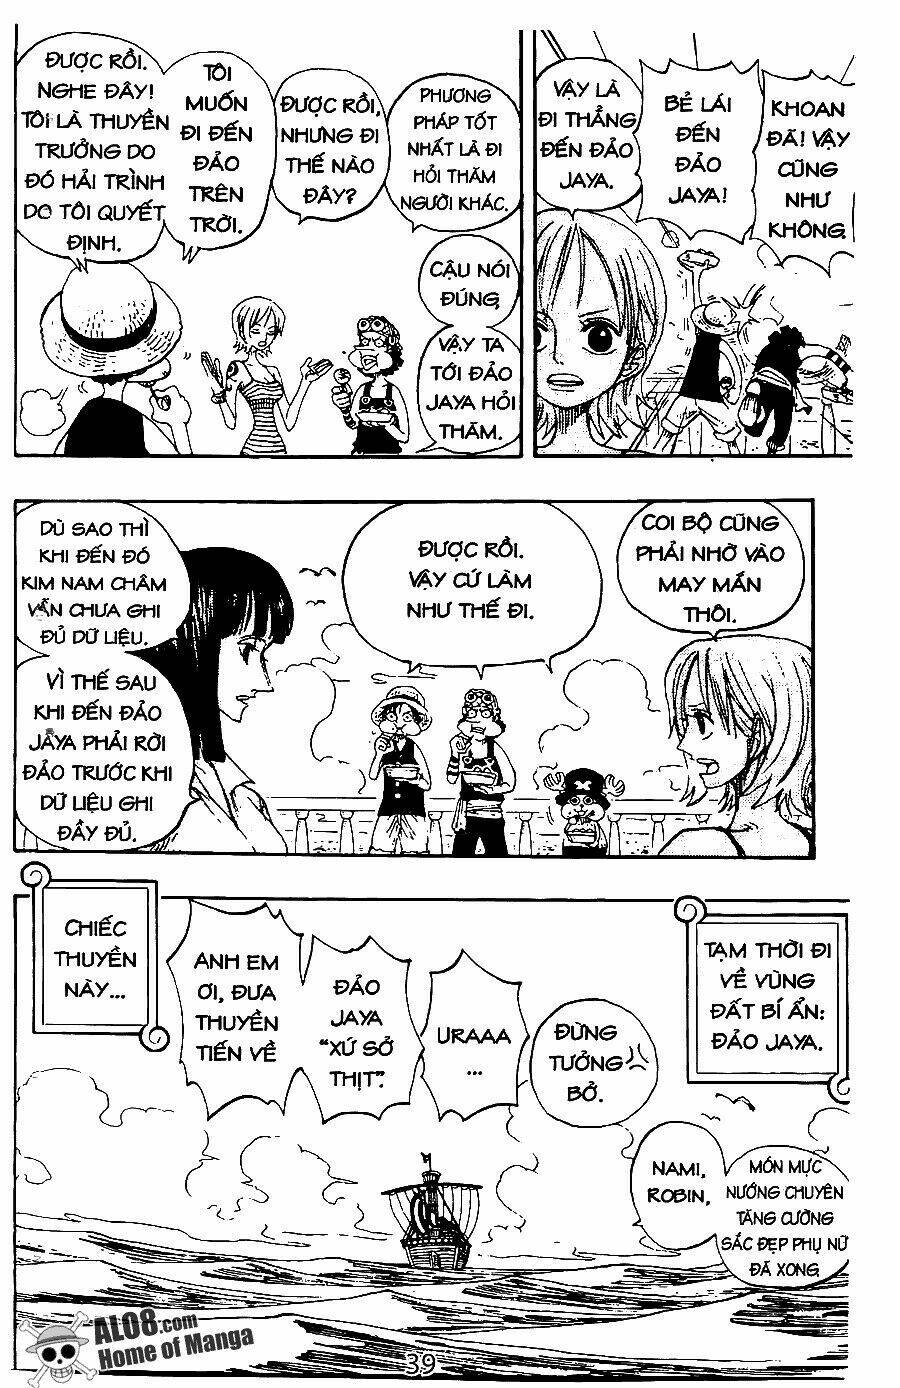 ĐƯỢC RỒI.
NGHE ĐÂY!
TÔI LÀ THUYỀN
TRƯỞNG DO
ĐÓ HẢI TRÌNH
DO TÔI QUYẾT
ĐỊNH.
TÔI
MUỐN
ĐI ĐẾN
ĐẢO
TRÊN
TRỜI.
ĐƯỢC RỒI,
NHƯNG ĐI
THẾ NÀO
ĐÂY?
PHƯƠNG
PHÁP TỐT
NHẤT LÀ ĐI
HỎI THĂM
NGƯỜI KHÁC.
CẬU NÓI
ĐÚNG,
VẬY TA
TỚI ĐẢO
JAYA HỎI
THĂM.
VẬY LÀ
ĐI THẲNG
ĐẾN ĐẢO
JAYA.
BẺ LÁI
ĐẾN
ĐẢO
JAYA!
KHOAN
ĐÃ! VẬY
CŨNG
NHƯ
KHÔNG.
DÙ SAO THÌ
KHI ĐẾN ĐÓ
KIM NAM CHÂM
VẪN CHƯA GHI
ĐỦ DỮ LIỆU.
VÌ THẾ SAU
KHI ĐẾN ĐẢO
JAYA PHẢI RỜI
ĐẢO TRƯỚC KHI
DỮ LIỆU GHI
ĐẦY ĐỦ.
ĐƯỢC RỒI.
VẬY CỨ LÀM
NHƯ THẾ ĐI.
COI BỘ CŨNG
PHẢI NHỜ VÀO
MAY MẮN
THÔI.
CHIẾC
THUYỀN
NÀY...
ANH EM
ƠI, ĐƯA
THUYỀN
TIẾN VỀ
ĐẢO
JAYA
"XỨ SỞ
THỊT".
URAAA
...
ĐỪNG
TƯỞNG
BỞ.
TẠM THỜI ĐI
VỀ VÙNG
ĐẤT BÍ ẨN:
ĐẢO JAYA.
NAMI,
ROBIN,
MÓN MỰC
NƯỚNG CHUYÊN
TĂNG CƯỜNG
SẮC ĐẸP PHỤ NỮ
ĐÃ XONG
ALO8.com
Home of Manga
39